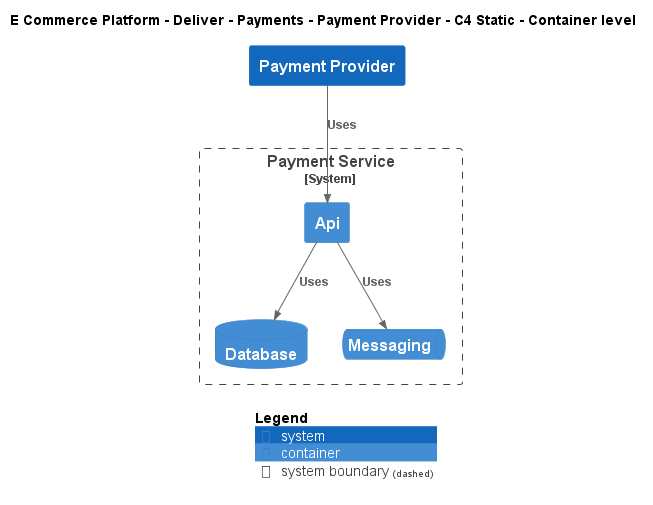 E Commerce Platform - Deliver - Payments - Payment Provider - C4 Static - Container level
Payment Provider
Uses
Payment Service
[System]
Api
Uses Uses
Database Messaging
Legend
system
container
system boundary (dashed)